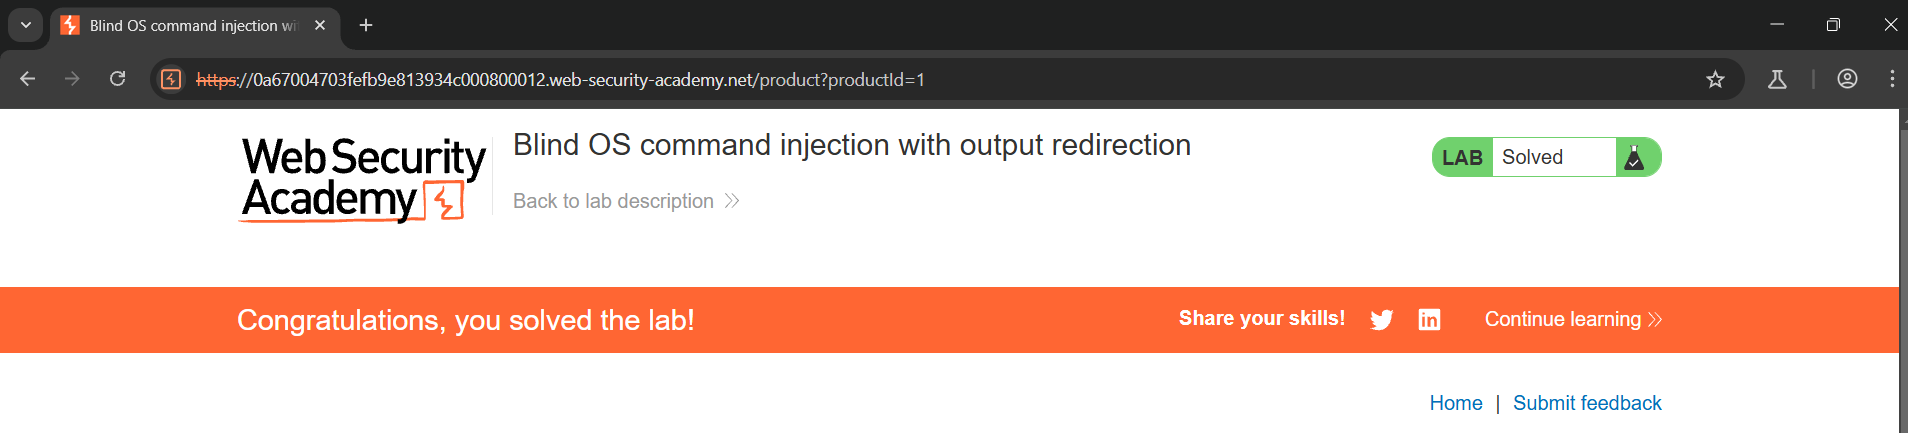 Blind OS command injection wi
https://0a67004703fefb9e813934c000800012.web-security-academy.net/product?productId=1
Web Security
Academy
Blind OS command injection with output redirection
Back to lab description
LAB Solved
Congratulations, you solved the lab!
Share your skills!
Continue learning
Home | Submit feedback